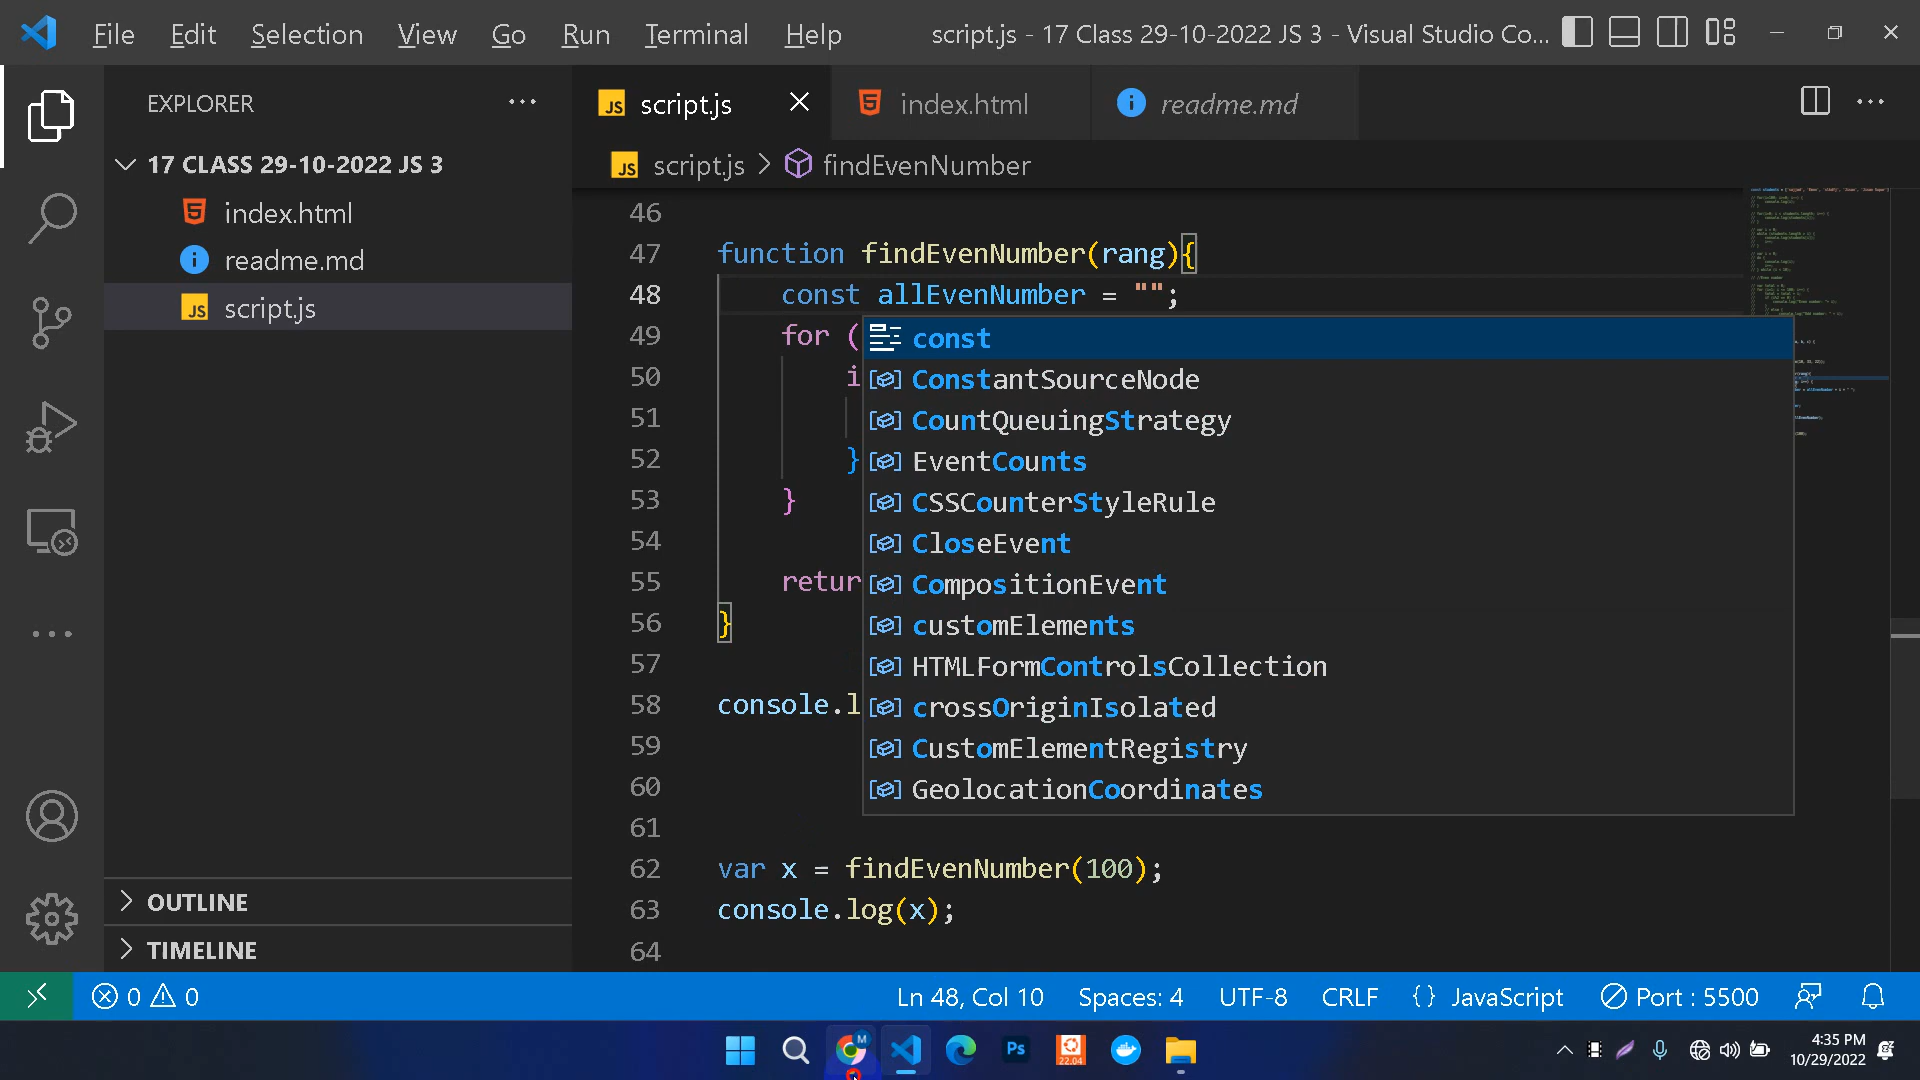 File Edit Selection View Go Run Terminal Help script.js - 17 Class 29-10-2022 JS 3 - Visual Studio Co...
EXPLORER
17 CLASS 29-10-2022 JS 3
index.html
readme.md
script.js
OUTLINE
TIMELINE
script.js index.html readme.md
script.js > findEvenNumber
46
47 function findEvenNumber(rang){
48 const allEvenNumber = "";
49 for (
50 i
51
52 }
53 }
54
55 retur
56 }
57
58 console.l
59
60
61
62 var x = findEvenNumber(100);
63 console.log(x);
64
const
ConstantSourceNode
CountQueuingStrategy
EventCounts
CSSCounterStyleRule
CloseEvent
CompositionEvent
customElements
HTMLFormControlsCollection
crossOriginIsolated
CustomElementRegistry
GeolocationCoordinates
0 0 Ln 48, Col 10 Spaces: 4 UTF-8 CRLF {} JavaScript Port : 5500
Ps
22.04
4:35 PM
10/29/2022